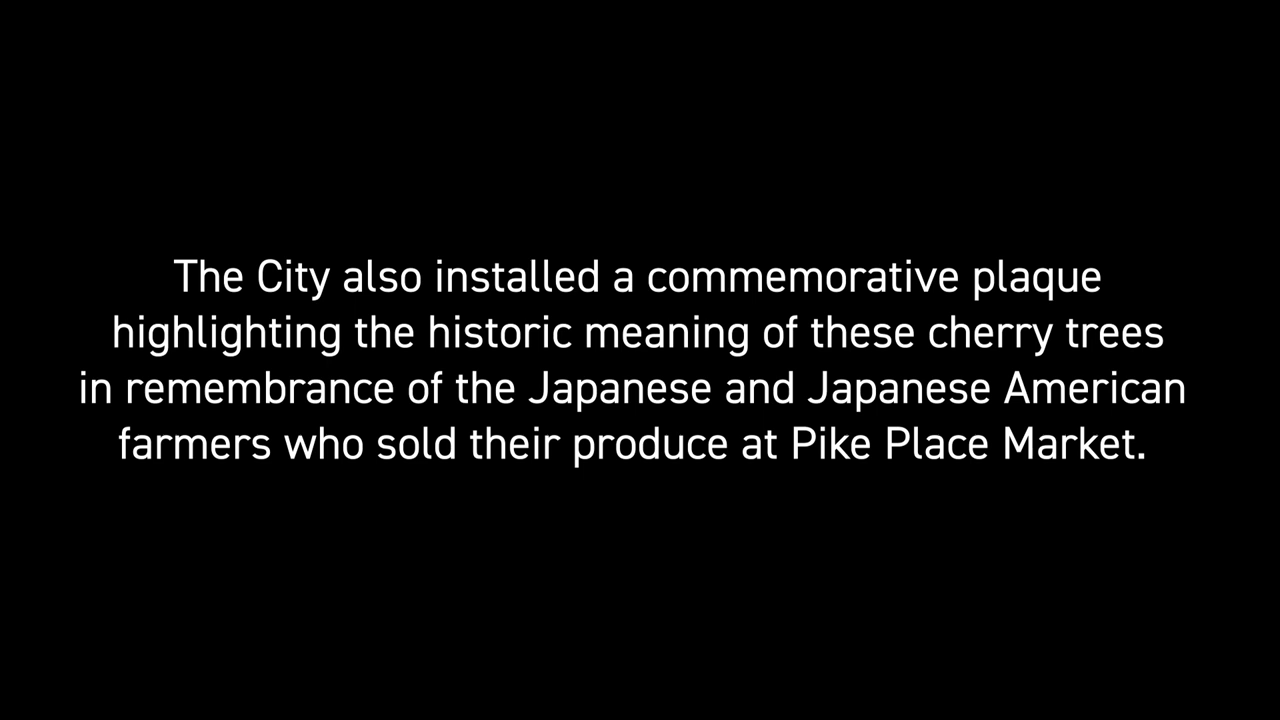 The City also installed a commemorative plaque
highlighting the historic meaning of these cherry trees
in remembrance of the Japanese and Japanese American
farmers who sold their produce at Pike Place Market.